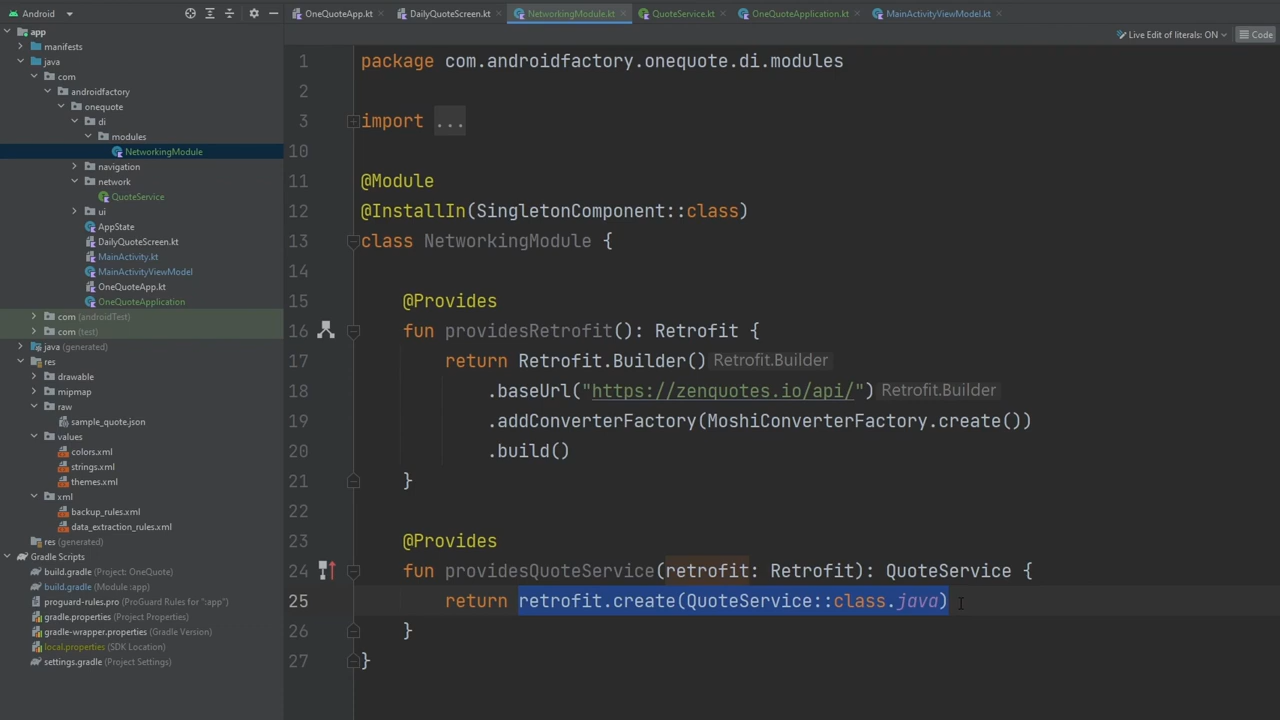 Android
OneQuoteApp.kt
DailyQuoteScreen.kt
NetworkingModule.kt
QuoteService.kt
OneQuoteApplication.kt
MainActivityViewModel.kt
Live Edit of literals: ON
Code
app
manifests
java
com
androidfactory
onequote
di
modules
NetworkingModule
navigation
network
QuoteService
ui
AppState
DailyQuoteScreen.kt
MainActivity.kt
MainActivityViewModel
OneQuoteApp.kt
OneQuoteApplication
com (androidTest)
com (test)
java (generated)
res
drawable
mipmap
raw
sample_quote.json
values
colors.xml
strings.xml
themes.xml
xml
backup_rules.xml
data_extraction_rules.xml
res (generated)
Gradle Scripts
build.gradle (Project: OneQuote)
build.gradle (Module :app)
proguard-rules.pro (ProGuard Rules for ":app")
gradle.properties (Project Properties)
gradle-wrapper.properties (Gradle Version)
local.properties (SDK Location)
settings.gradle (Project Settings)
1 package com.androidfactory.onequote.di.modules
2
3 import ...
10
11 @Module
12 @InstallIn(SingletonComponent::class)
13 class NetworkingModule {
14
15 @Provides
16 fun providesRetrofit(): Retrofit {
17 return Retrofit.Builder() Retrofit.Builder
18 .baseUrl("https://zenquotes.io/api/") Retrofit.Builder
19 .addConverterFactory(MoshiConverterFactory.create())
20 .build()
21 }
22
23 @Provides
24 fun providesQuoteService(retrofit: Retrofit): QuoteService {
25 return retrofit.create(QuoteService::class.java)
26 }
27 }